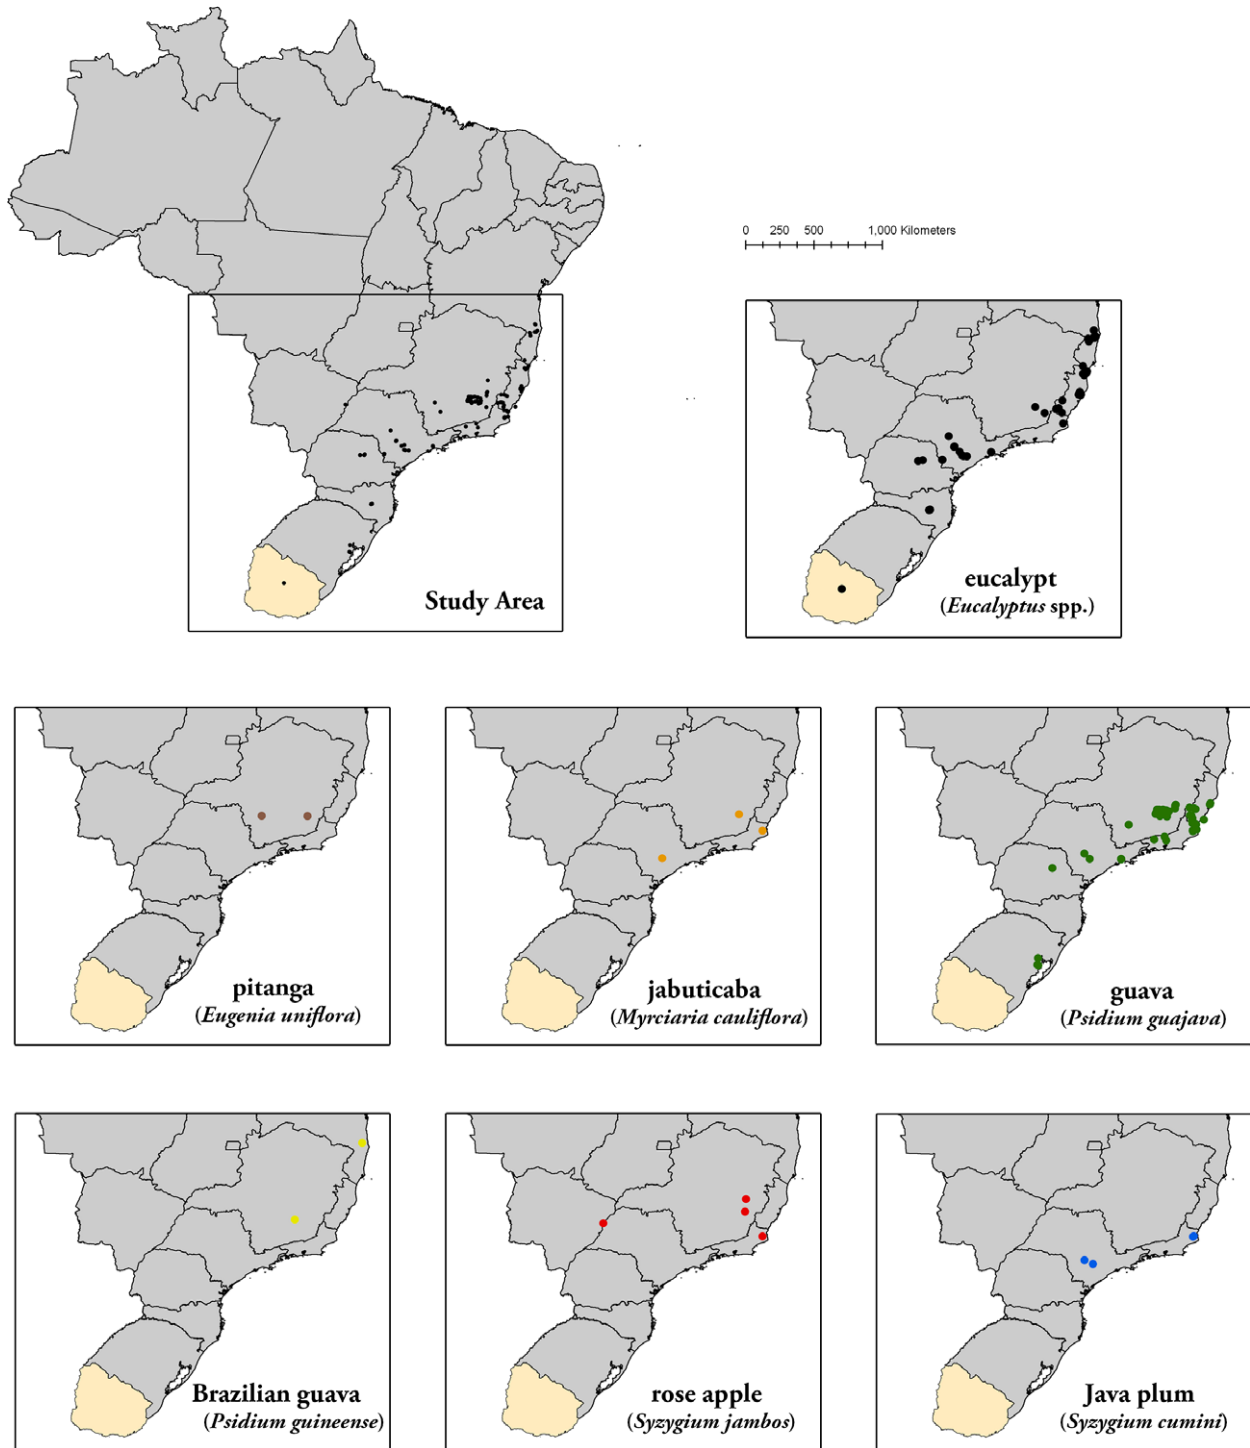 0 250 500 1,000 Kilometers
Study Area
eucalypt
(Eucalyptus spp.)
pitanga
(Eugenia uniflora)
jabuticaba
(Myrciaria cauliflora)
guava
(Psidium guajava)
Brazilian guava
(Psidium guineense)
rose apple
(Syzygium jambos)
Java plum
(Syzygium cumini)